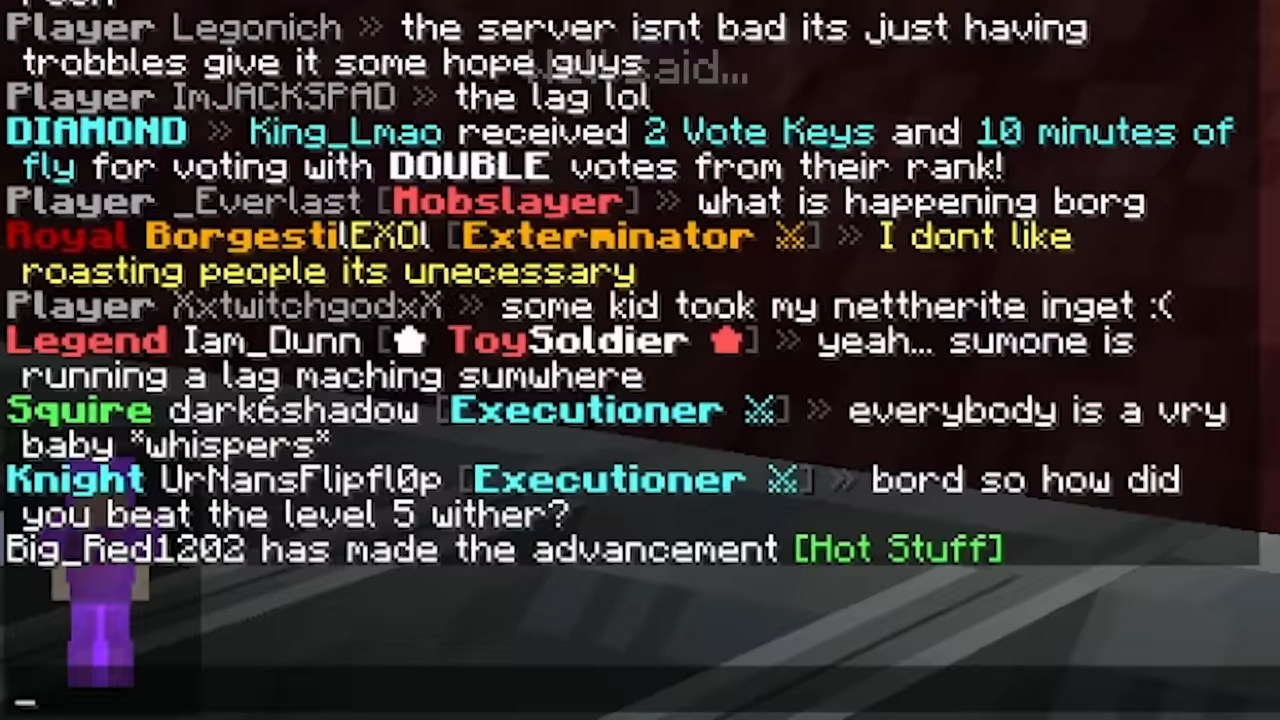 Player Legonich » the server isnt bad its just having
trobbles give it some hope guys
said...
Player ImJACKSPAD » the lag lol
DIAMOND » King_Lmao received 2 Vote Keys and 10 minutes of
fly for voting with DOUBLE votes from their rank!
Player _Everlast [Mobslayer] » what is happening borg
Royal BorgestilEXOl [Exterminator ⚔] » I dont like
roasting people its unecessary
Player XxtwitchgodxX » some kid took my nettherite inget :(
Legend Iam_Dunn [ ToySoldier ] » yeah... sumone is
running a lag maching sumwhere
Squire dark6shadow [Executioner ⚔] » everybody is a vry
baby *whispers*
Knight UrNansFlipfl0p [Executioner ⚔] » bord so how did
you beat the level 5 wither?
Big_Red1202 has made the advancement [Hot Stuff]